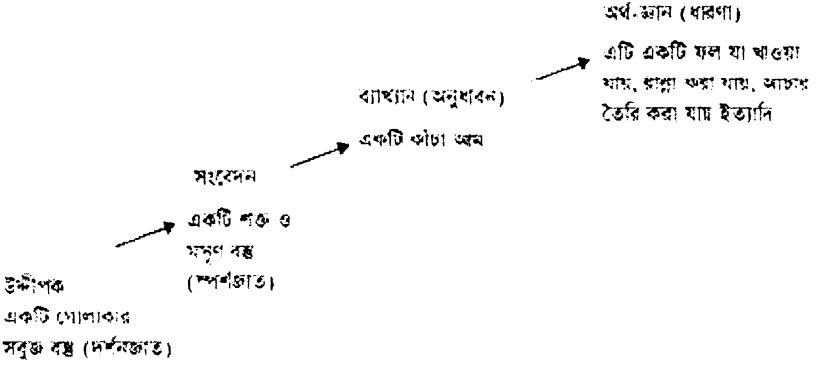 অর্থ-জ্ঞান (ধারণা)
এটি একটি ফল যা খাওয়া
যায়, রান্না করা যায়, আচার
তৈরি করা যায় ইত্যাদি
ব্যাখ্যান (অনুধাবন)
একটি কাঁচা আম
সংবেদন
একটি শক্ত ও
মসৃণ বস্তু
(স্পর্শজাত)
উদ্দীপক
একটি গোলাকার
সবুজ বস্তু (দর্শনজাত)